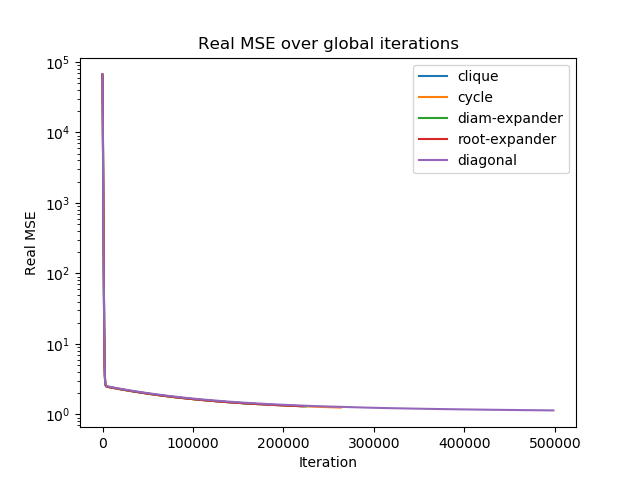 Real MSE over global iterations
10^5
10^4
10^3
10^2
10^1
10^0
Real MSE
clique
cycle
diam-expander
root-expander
diagonal
0 100000 200000 300000 400000 500000
Iteration